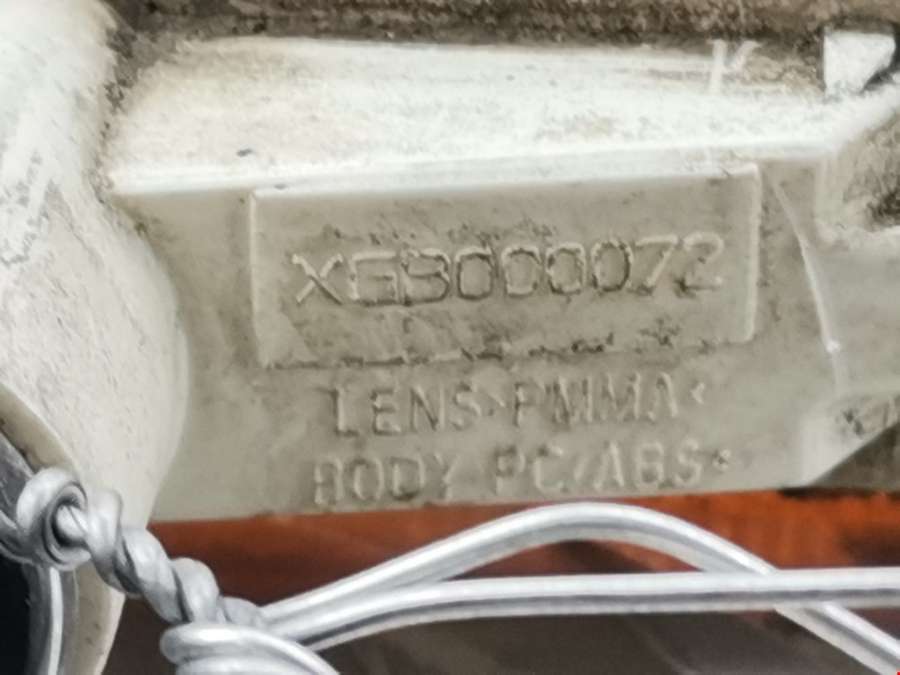 XGB000072
LENS >PMMA<
BODY >PC/ABS<